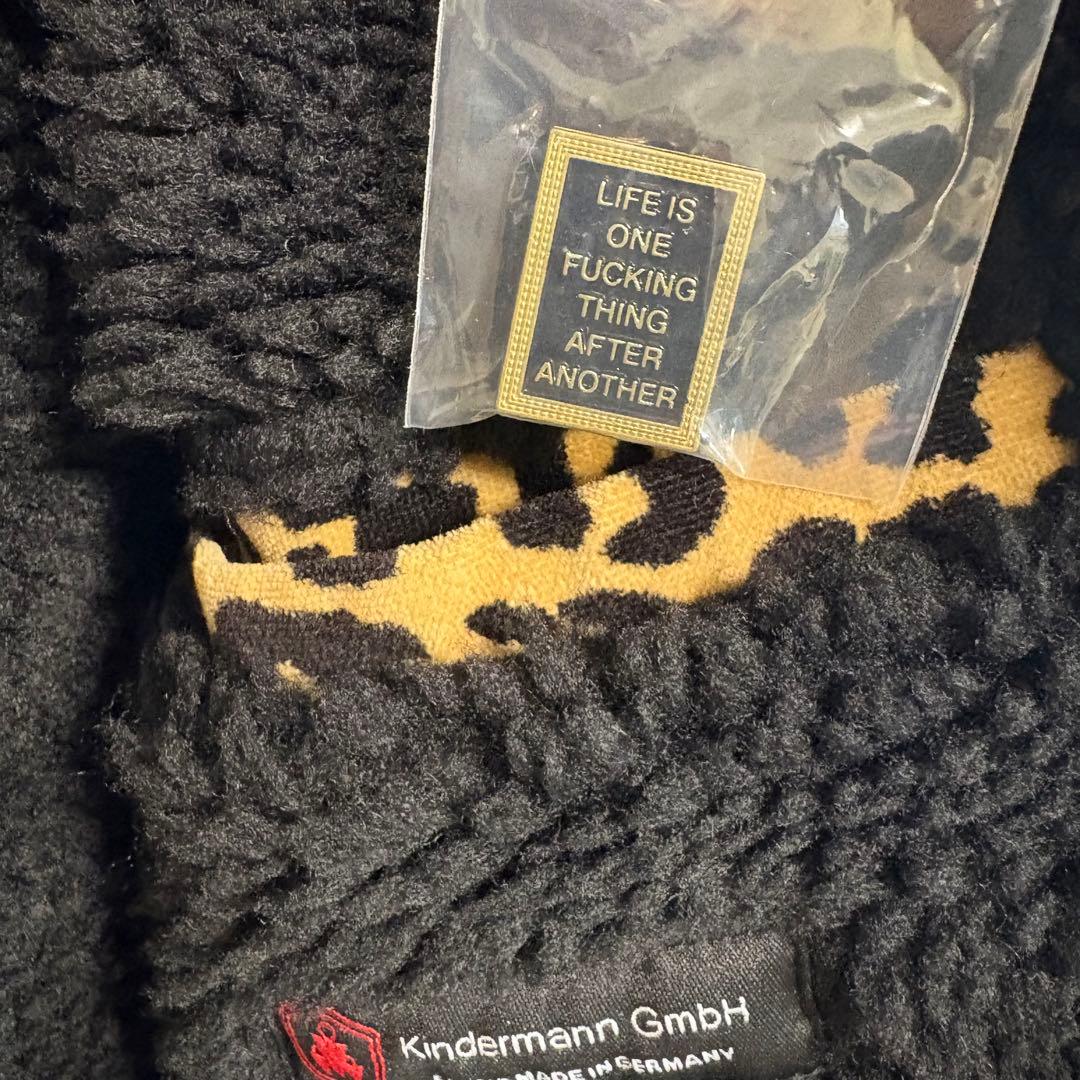 LIFE IS
ONE
FUCKING
THING
AFTER
ANOTHER
Kindermann GmbH
MADE IN GERMANY